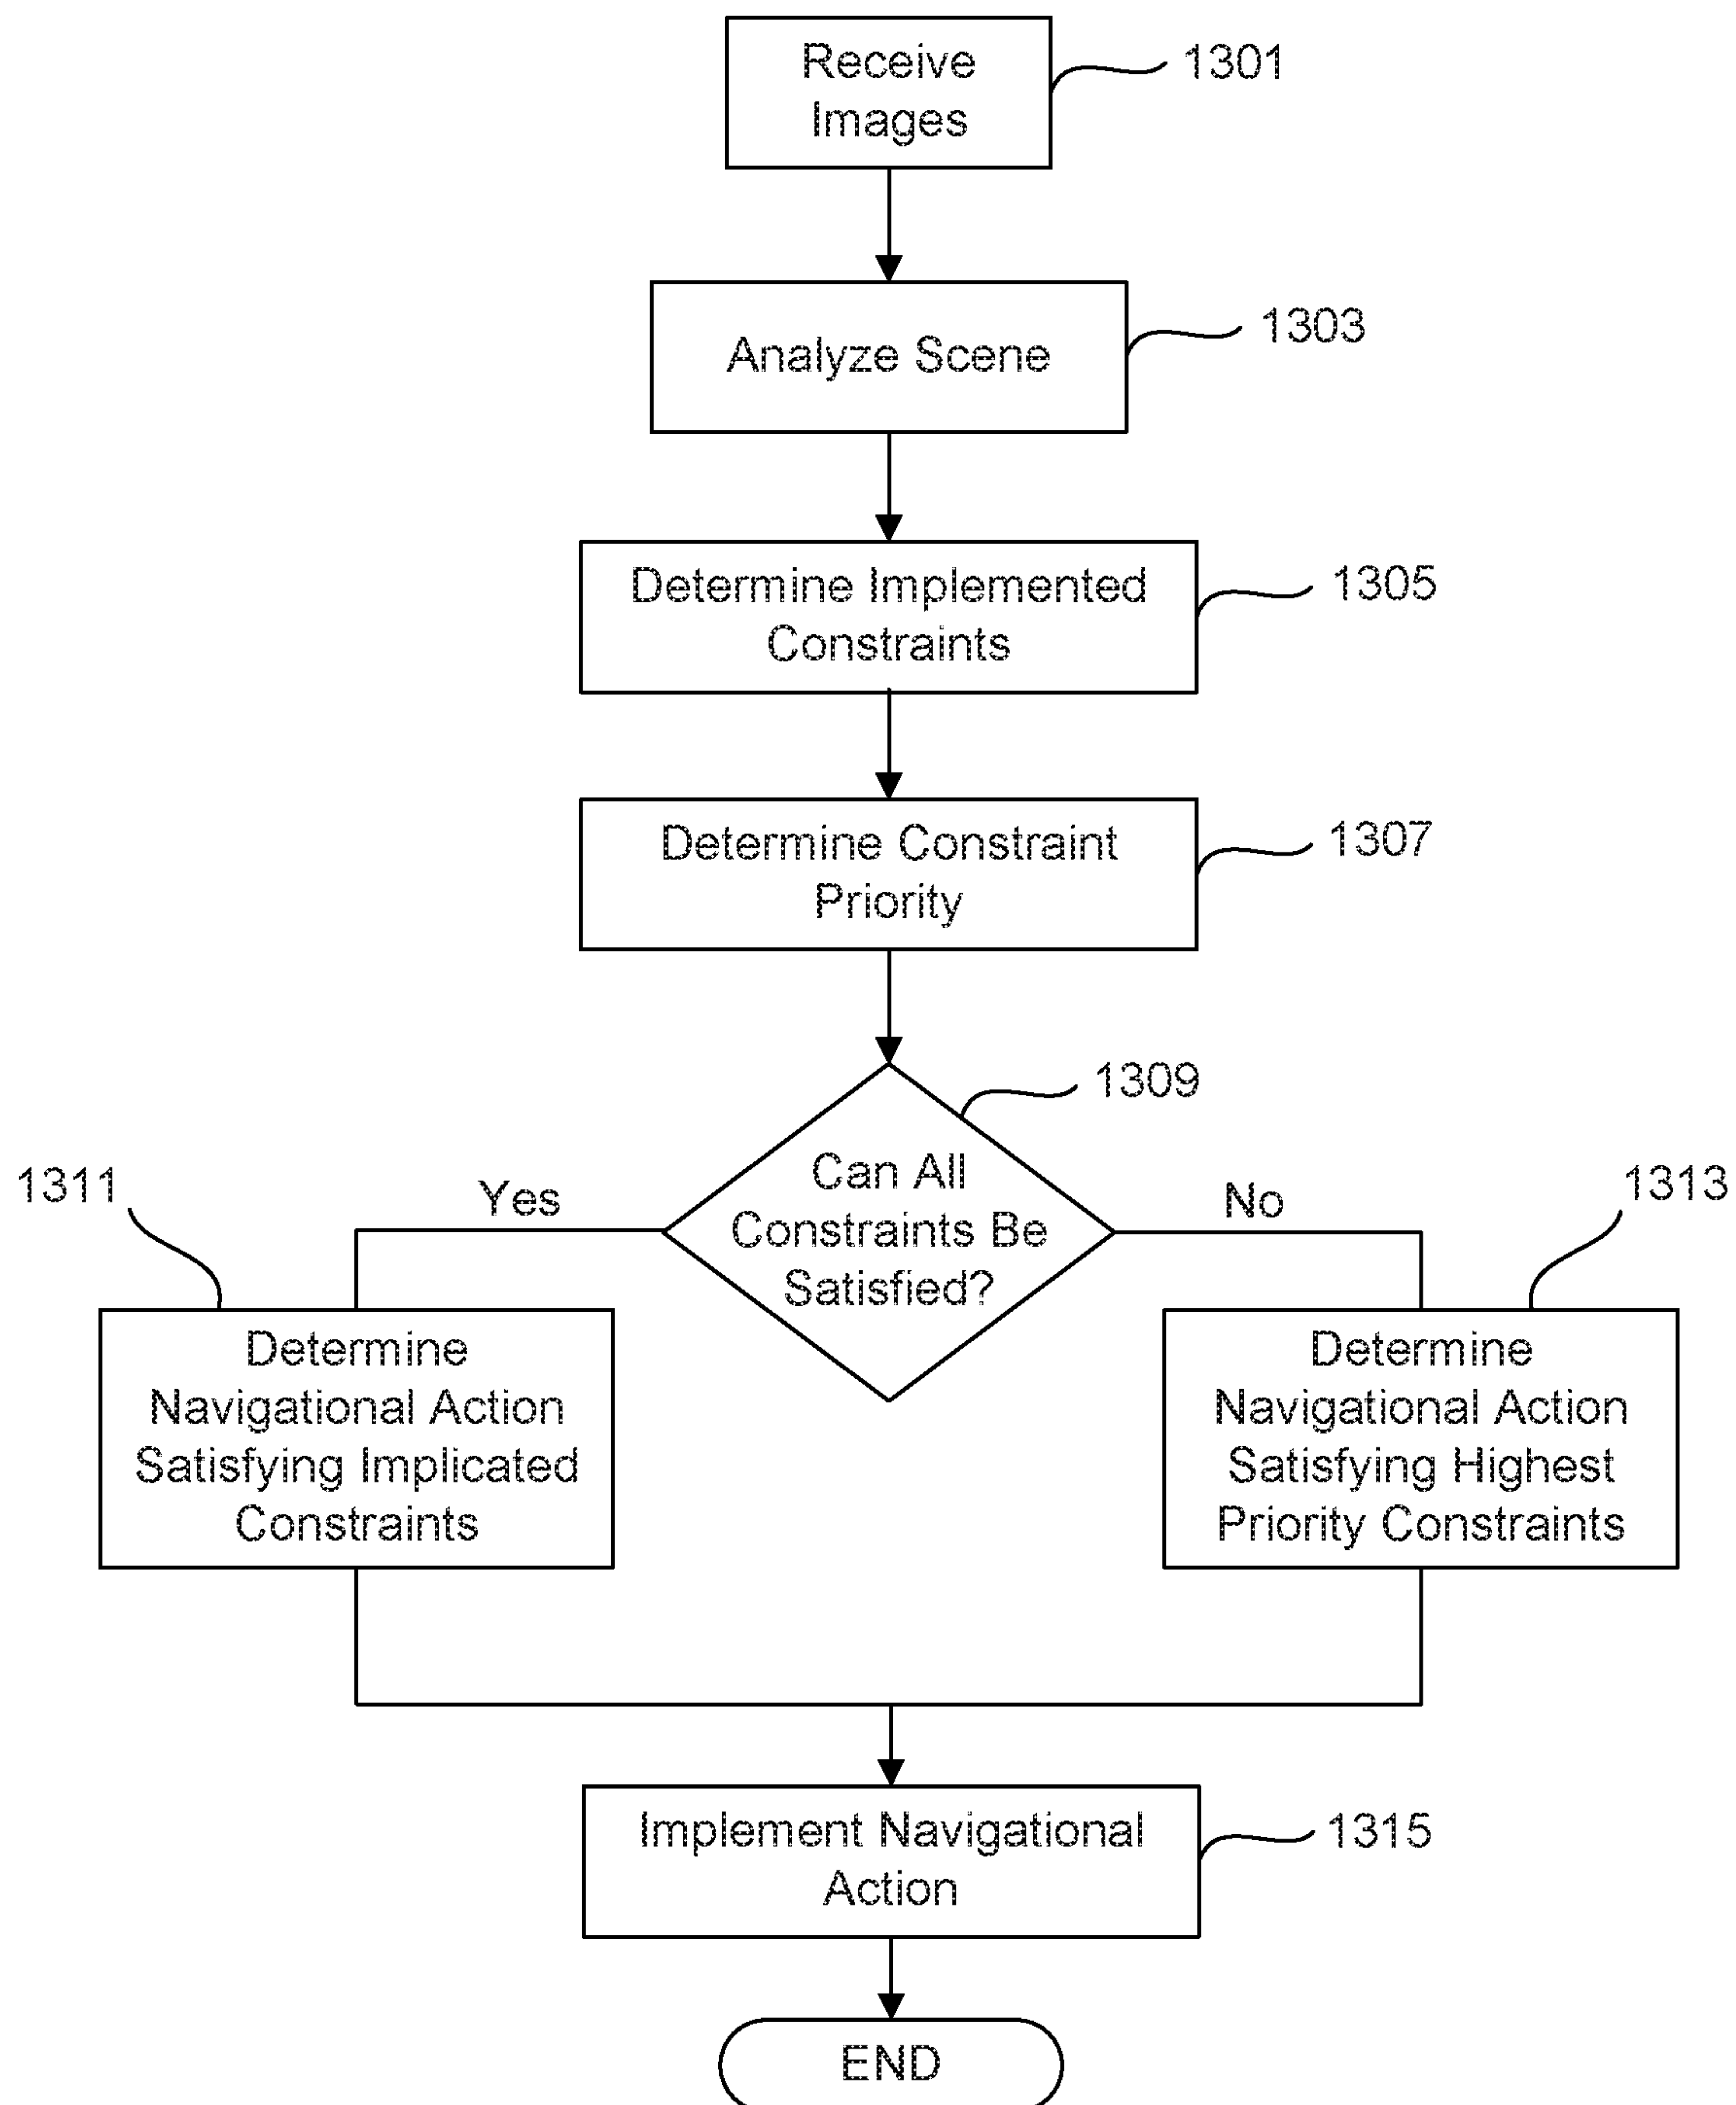 Receive
Images
1301
Analyze Scene
1303
Determine Implemented
Constraints
1305
Determine Constraint
Priority
1307
Can All
Constraints Be
Satisfied?
1309
Yes
No
1311
Determine
Navigational Action
Satisfying Implicated
Constraints
1313
Determine
Navigational Action
Satisfying Highest
Priority Constraints
Implement Navigational
Action
1315
END